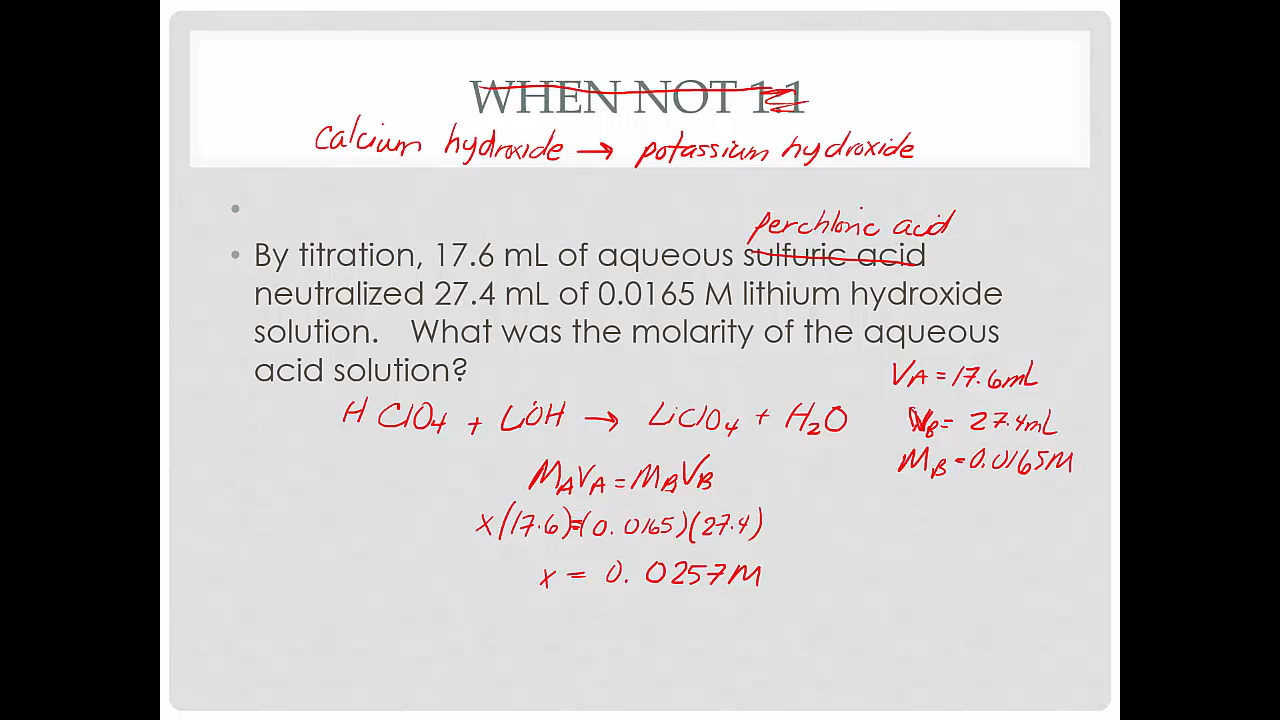 WHEN NOT 1:1
Calcium hydroxide → potassium hydroxide
perchloric acid
• By titration, 17.6 mL of aqueous sulfuric acid
neutralized 27.4 mL of 0.0165 M lithium hydroxide
solution. What was the molarity of the aqueous
acid solution?
VA = 17.6mL
HClO4 + LiOH → LiClO4 + H2O
VB = 27.4mL
MB = 0.0165M
MAVA = MBVB
x(17.6) = (0.0165)(27.4)
x = 0.0257M